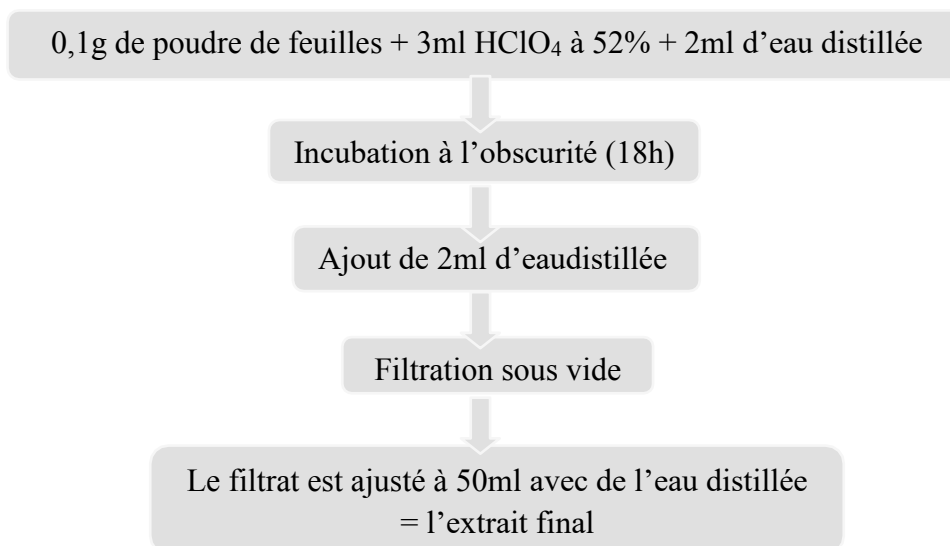 0,1g de poudre de feuilles + 3ml HClO₄ à 52% + 2ml d’eau distillée
Incubation à l’obscurité (18h)
Ajout de 2ml d’eaudistillée
Filtration sous vide
Le filtrat est ajusté à 50ml avec de l’eau distillée
= l’extrait final